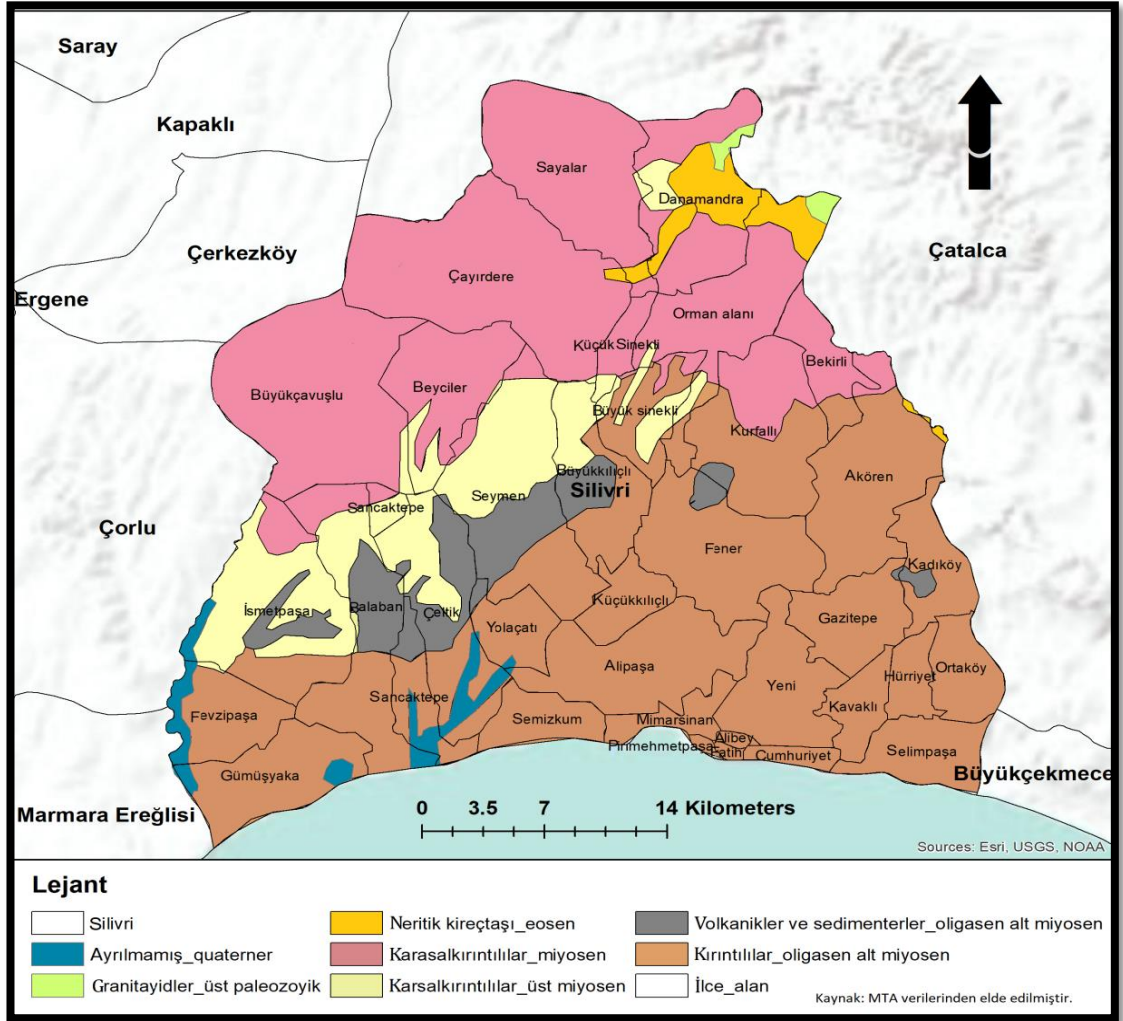 Saray
Kapaklı
Sayalar
Danamandra
Çerkezköy
Çatalca
Çayırdere
Ergene
Orman alanı
Küçük Sinekli
Bekirli
Beyciler
Büyükçavuşlu
Büyük sinekli
Kurfallı
Büyükkılıçlı
Akören
Silivri
Seymen
Sancaktepe
Çorlu
Fener
Kadıköy
Küçükkılıçlı
İsmetpaşa
Balaban
Çeltik
Gazitepe
Yolaçatı
Alipaşa
Hürriyet
Ortaköy
Yeni
Sancaktepe
Kavaklı
Fevzipaşa
Semizkum
Mimarsinan
Alibey
Pirimehmetpaşa
Fatih
Cumhuriyet
Selimpaşa
Gümüşyaka
Büyükçekmece
Marmara Ereğlisi
0 3.5 7 14 Kilometers
Sources: Esri, USGS, NOAA
Lejant
Silivri
Neritik kireçtaşı_eosen
Volkanikler ve sedimenterler_oligasen alt miyosen
Ayrılmamış_quaterner
Karasalkırıntılılar_miyosen
Kırıntılılar_oligasen alt miyosen
Granitayidler_üst paleozoyik
Karsalkırıntılılar_üst miyosen
İlce_alan
Kaynak: MTA verilerinden elde edilmiştir.